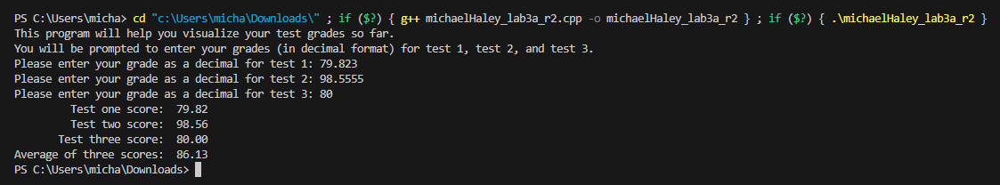 PS C:\Users\micha> cd "c:\Users\micha\Downloads\" ; if ($?) { g++ michaelHaley_lab3a_r2.cpp -o michaelHaley_lab3a_r2 } ; if ($?) { .\michaelHaley_lab3a_r2 }
This program will help you visualize your test grades so far.
You will be prompted to enter your grades (in decimal format) for test 1, test 2, and test 3.
Please enter your grade as a decimal for test 1: 79.823
Please enter your grade as a decimal for test 2: 98.5555
Please enter your grade as a decimal for test 3: 80
Test one score: 79.82
Test two score: 98.56
Test three score: 80.00
Average of three scores: 86.13
PS C:\Users\micha\Downloads>